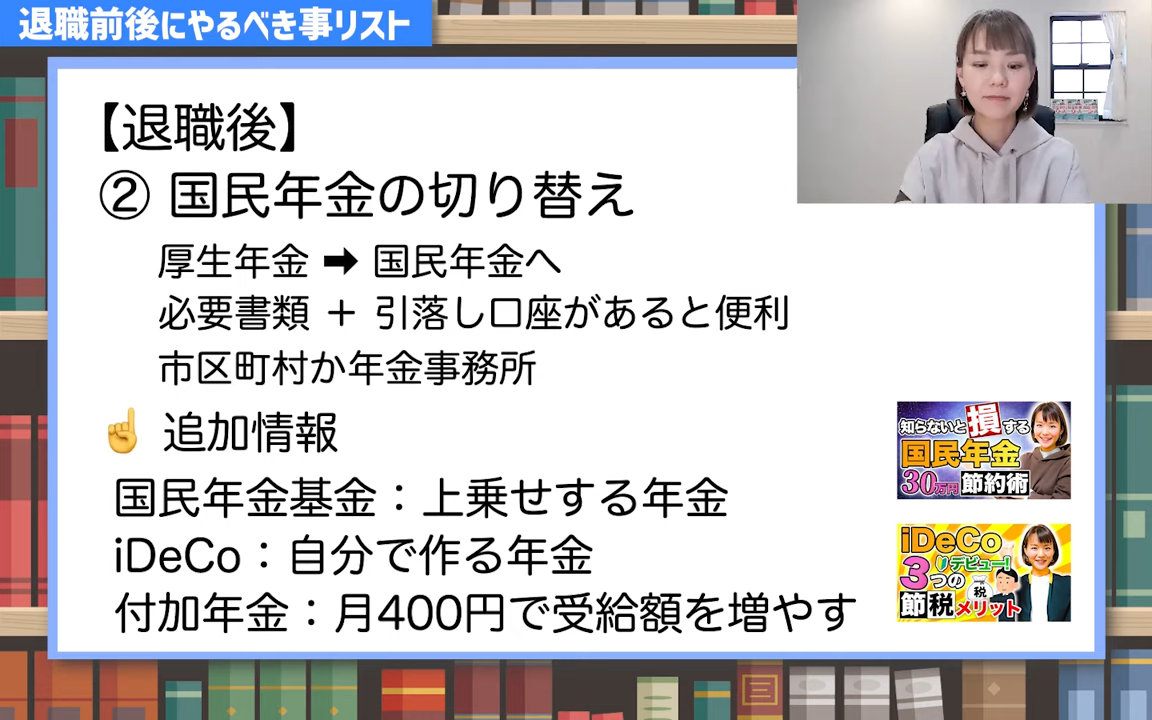 退職前後にやるべき事リスト
【退職後】
② 国民年金の切り替え
厚生年金 ➡ 国民年金へ
必要書類 ＋ 引落し口座があると便利
市区町村か年金事務所
☝ 追加情報
国民年金基金：上乗せする年金
iDeCo：自分で作る年金
付加年金：月400円で受給額を増やす
知らないと損する
国民年金
30万円節約術
iDeCo
デビュー!
3つの
税
節税メリット